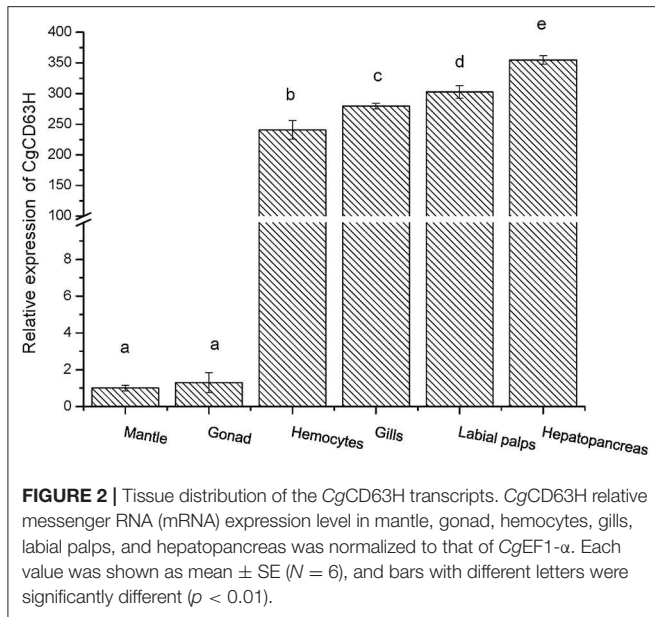 400
350
300
250
200
150
100
8
6
4
2
0
Relative expression of CgCD63H
a
a
b
c
d
e
Mantle
Gonad
Hemocytes
Gills
Labial palps
Hepatopancreas
FIGURE 2 | Tissue distribution of the CgCD63H transcripts. CgCD63H relative
messenger RNA (mRNA) expression level in mantle, gonad, hemocytes, gills,
labial palps, and hepatopancreas was normalized to that of CgEF1-α. Each
value was shown as mean ± SE (N = 6), and bars with different letters were
significantly different (p < 0.01).